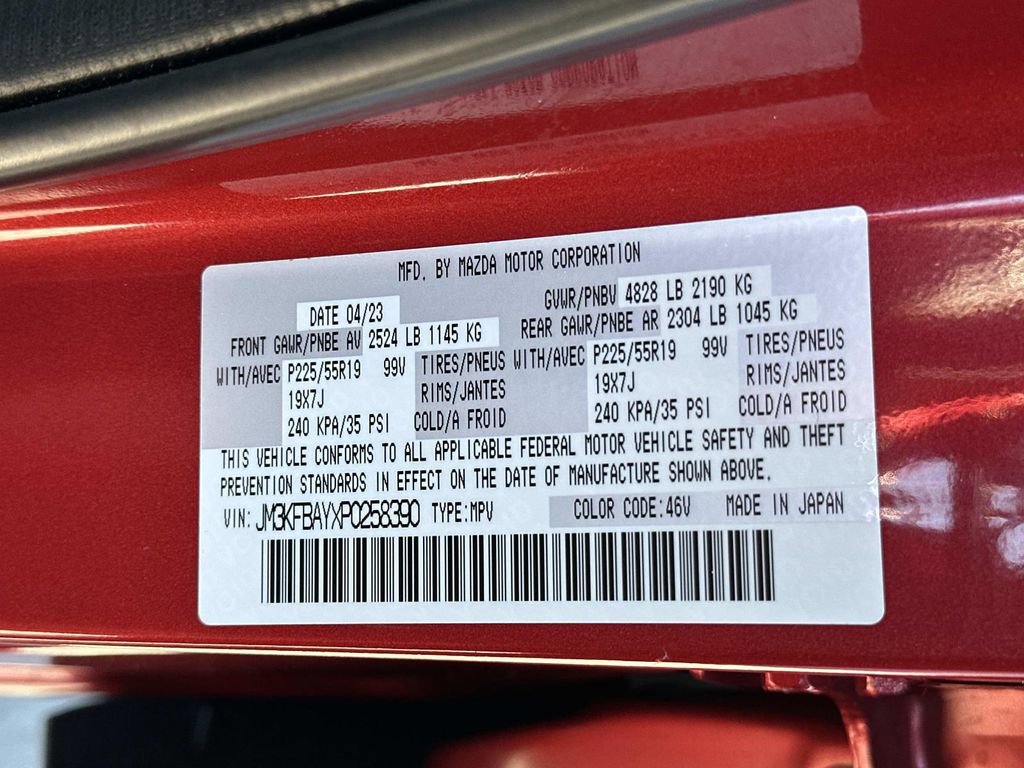 MFD. BY MAZDA MOTOR CORPORATION
DATE 04/23 GVWR/PNBV 4828 LB 2190 KG
FRONT GAWR/PNBE AV 2524 LB 1145 KG REAR GAWR/PNBE AR 2304 LB 1045 KG
WITH/AVEC P225/55R19 99V TIRES/PNEUS WITH/AVEC P225/55R19 99V TIRES/PNEUS
19X7J RIMS/JANTES 19X7J RIMS/JANTES
240 KPA/35 PSI COLD/A FROID 240 KPA/35 PSI COLD/A FROID
THIS VEHICLE CONFORMS TO ALL APPLICABLE FEDERAL MOTOR VEHICLE SAFETY AND THEFT
PREVENTION STANDARDS IN EFFECT ON THE DATE OF MANUFACTURE SHOWN ABOVE.
VIN: JM3KFBAYXP0258390 TYPE:MPV COLOR CODE:46V MADE IN JAPAN